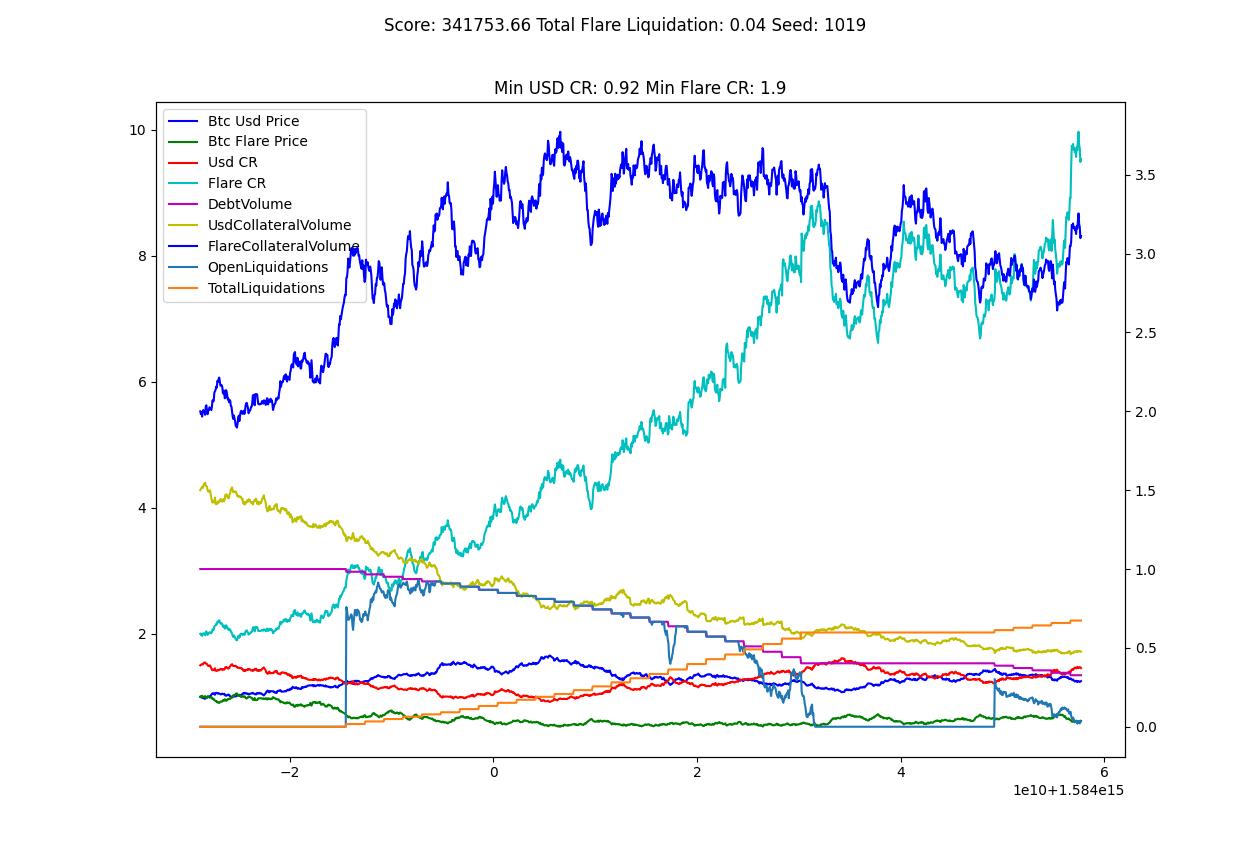 Score: 341753.66 Total Flare Liquidation: 0.04 Seed: 1019
Min USD CR: 0.92 Min Flare CR: 1.9
Btc Usd Price
Btc Flare Price
Usd CR
Flare CR
DebtVolume
UsdCollateralVolume
FlareCollateralVolume
OpenLiquidations
TotalLiquidations
10
8
6
4
2
3.5
3.0
2.5
2.0
1.5
1.0
0.5
0.0
−2 0 2 4 6
1e10+1.584e15